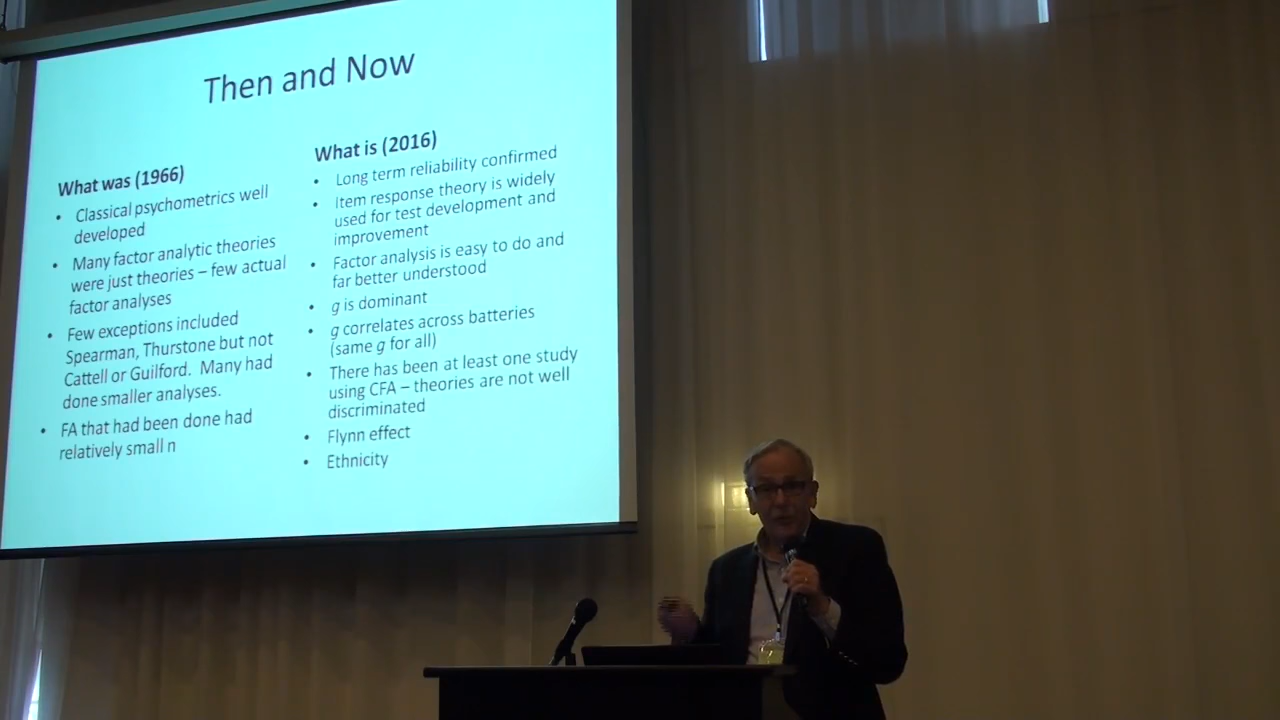 Then and Now
What was (1966)
• Classical psychometrics well
developed
• Many factor analytic theories
were just theories – few actual
factor analyses
• Few exceptions included
Spearman, Thurstone but not
Cattell or Guilford. Many had
done smaller analyses.
• FA that had been done had
relatively small n
What is (2016)
• Long term reliability confirmed
• Item response theory is widely
used for test development and
improvement
• Factor analysis is easy to do and
far better understood
• g is dominant
• g correlates across batteries
(same g for all)
• There has been at least one study
using CFA – theories are not well
discriminated
• Flynn effect
• Ethnicity